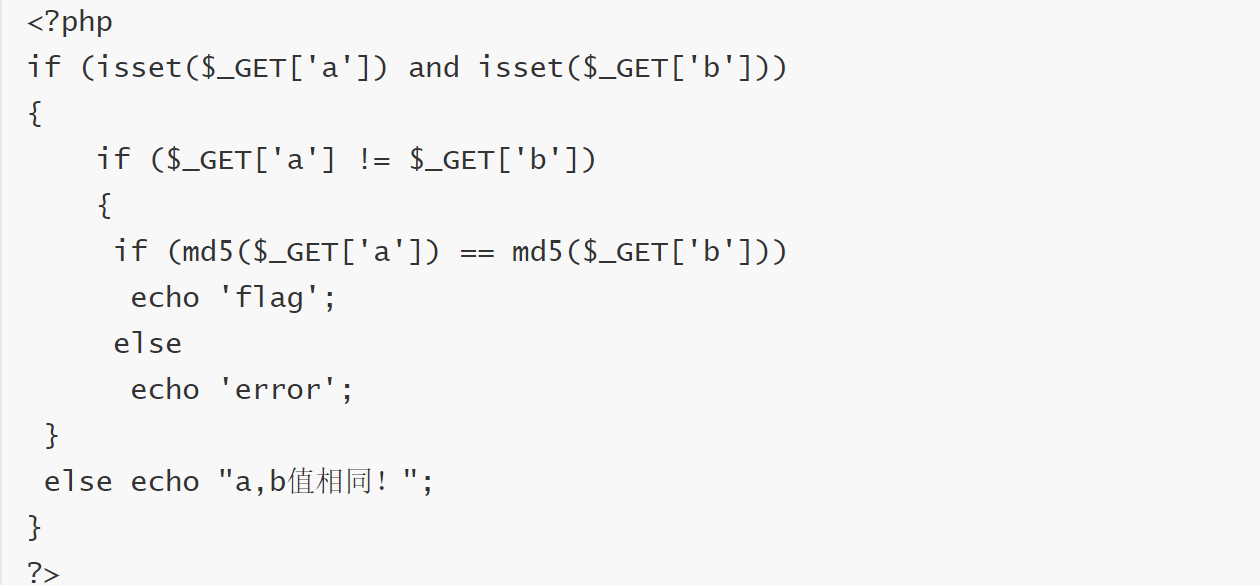 <?php
if (isset($_GET['a']) and isset($_GET['b']))
{
    if ($_GET['a'] != $_GET['b'])
    {
     if (md5($_GET['a']) == md5($_GET['b']))
      echo 'flag';
     else
      echo 'error';
 }
 else echo "a,b值相同！";
}
?>